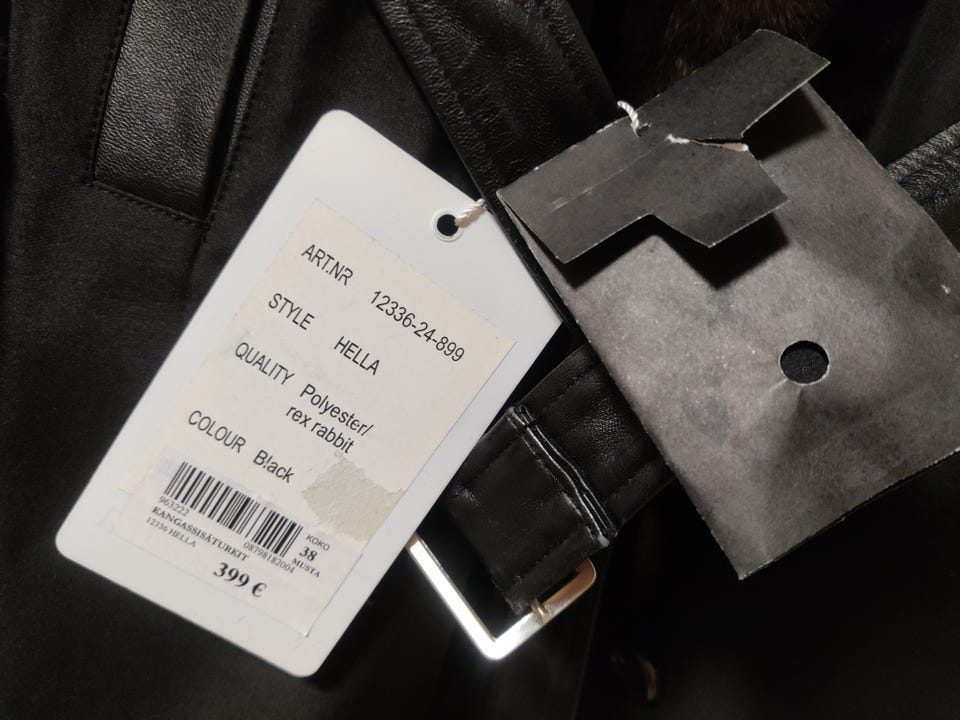 ART.NR 12336-24-899
STYLE HELLA
QUALITY Polyester/
rex rabbit
COLOUR Black
963222
08798182004
KOKO
KANGASSISÄTURKIT 38
12336 HELLA MUSTA
399 €